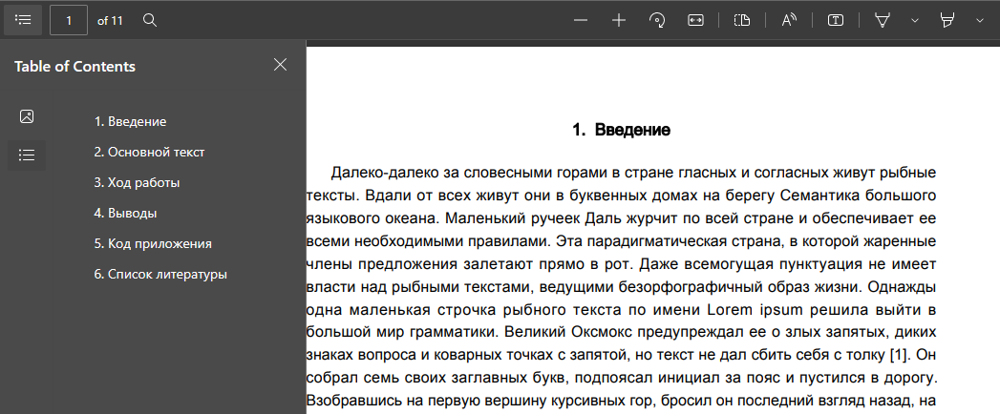 1 of 11
Table of Contents
1. Введение
2. Основной текст
3. Ход работы
4. Выводы
5. Код приложения
6. Список литературы
1. Введение
Далеко-далеко за словесными горами в стране гласных и согласных живут рыбные
тексты. Вдали от всех живут они в буквенных домах на берегу Семантика большого
языкового океана. Маленький ручеек Даль журчит по всей стране и обеспечивает ее
всеми необходимыми правилами. Эта парадигматическая страна, в которой жаренные
члены предложения залетают прямо в рот. Даже всемогущая пунктуация не имеет
власти над рыбными текстами, ведущими безорфографичный образ жизни. Однажды
одна маленькая строчка рыбного текста по имени Lorem ipsum решила выйти в
большой мир грамматики. Великий Оксмокс предупреждал ее о злых запятых, диких
знаках вопроса и коварных точках с запятой, но текст не дал сбить себя с толку [1]. Он
собрал семь своих заглавных букв, подпоясал инициал за пояс и пустился в дорогу.
Взобравшись на первую вершину курсивных гор, бросил он последний взгляд назад, на